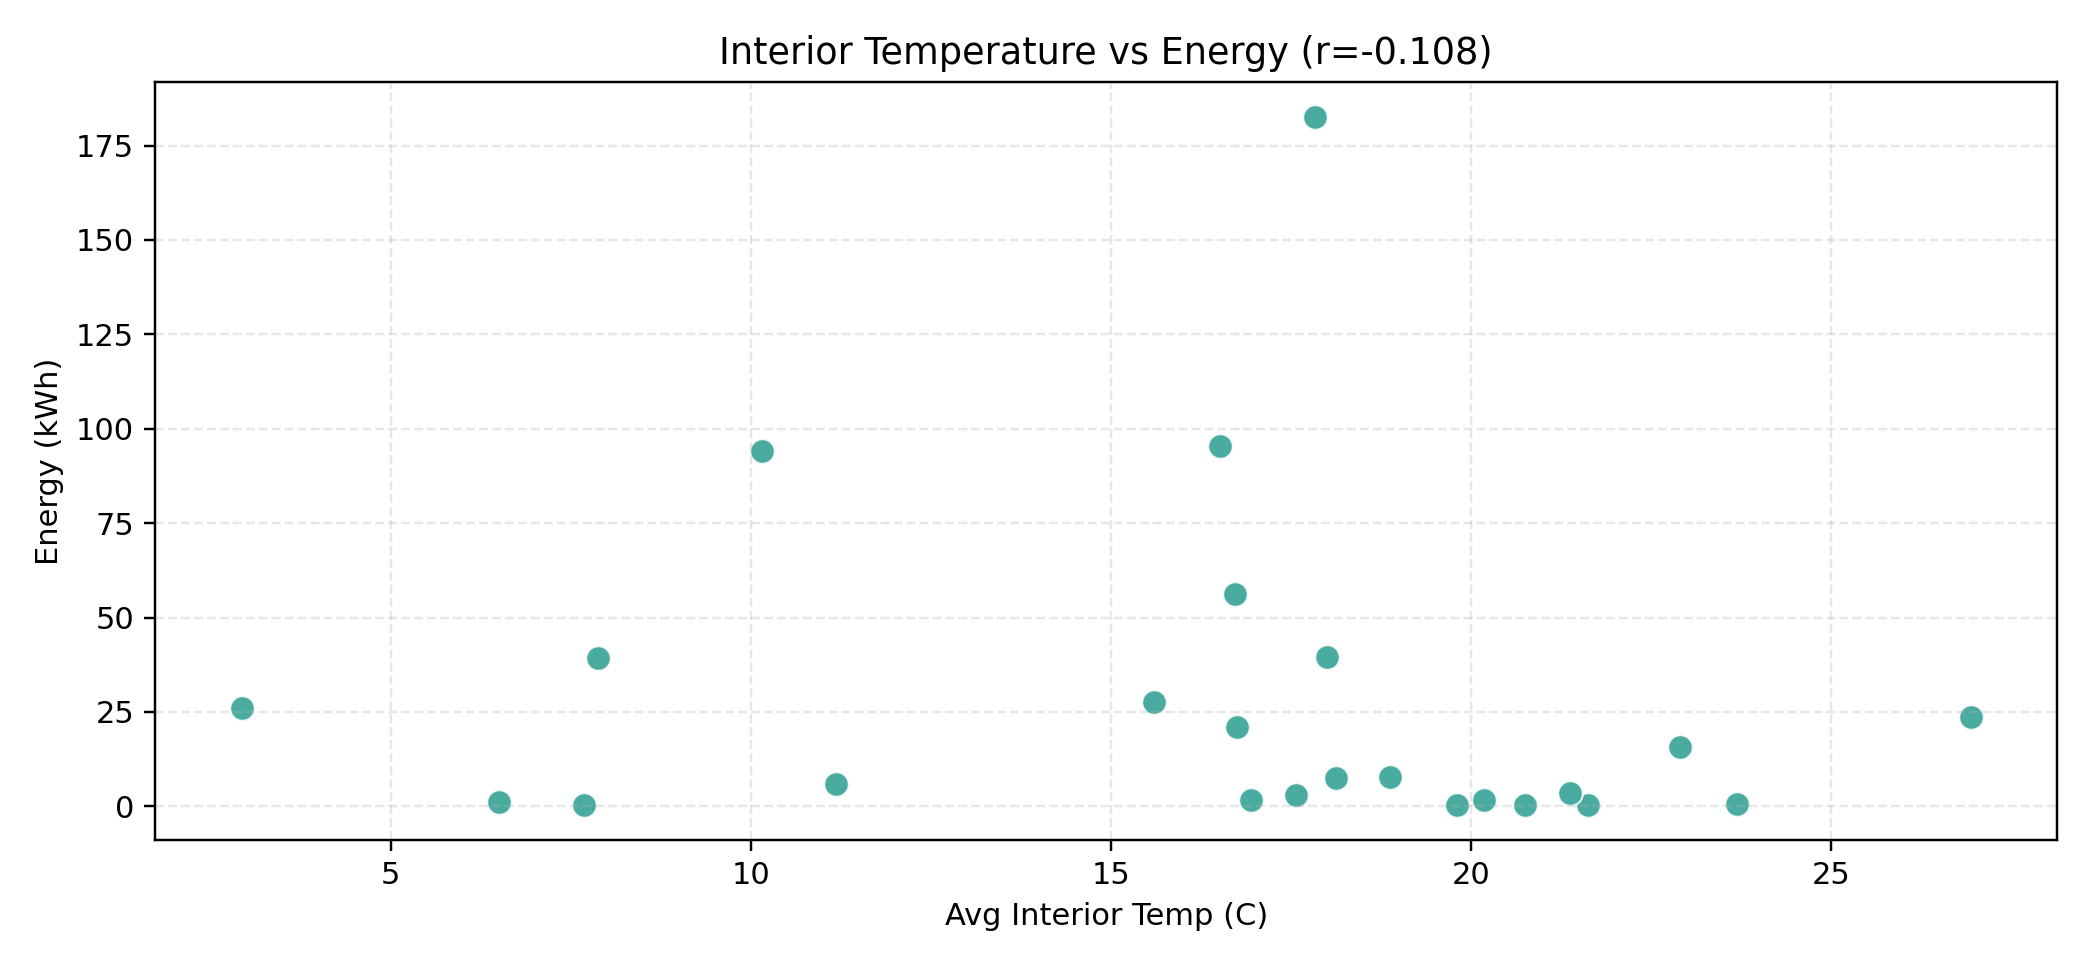 Interior Temperature vs Energy (r=-0.108)
Energy (kWh)
175
150
125
100
75
50
25
0
5 10 15 20 25
Avg Interior Temp (C)